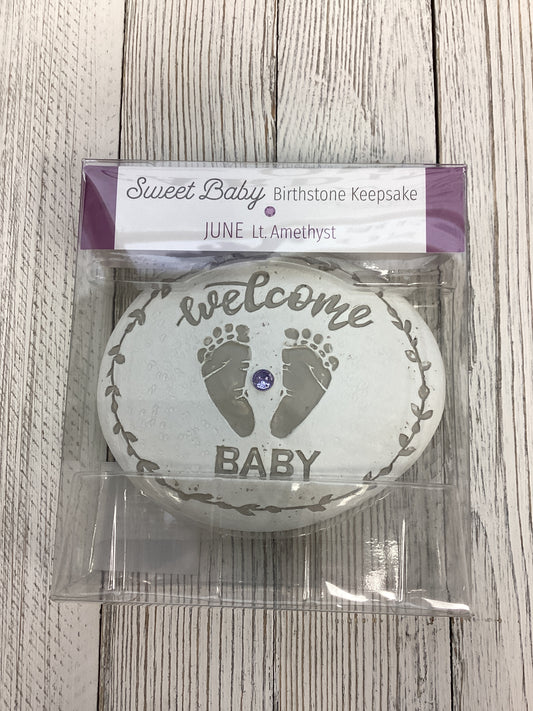 Sweet Baby Birthstone Keepsake
JUNE Lt. Amethyst
welcome
BABY